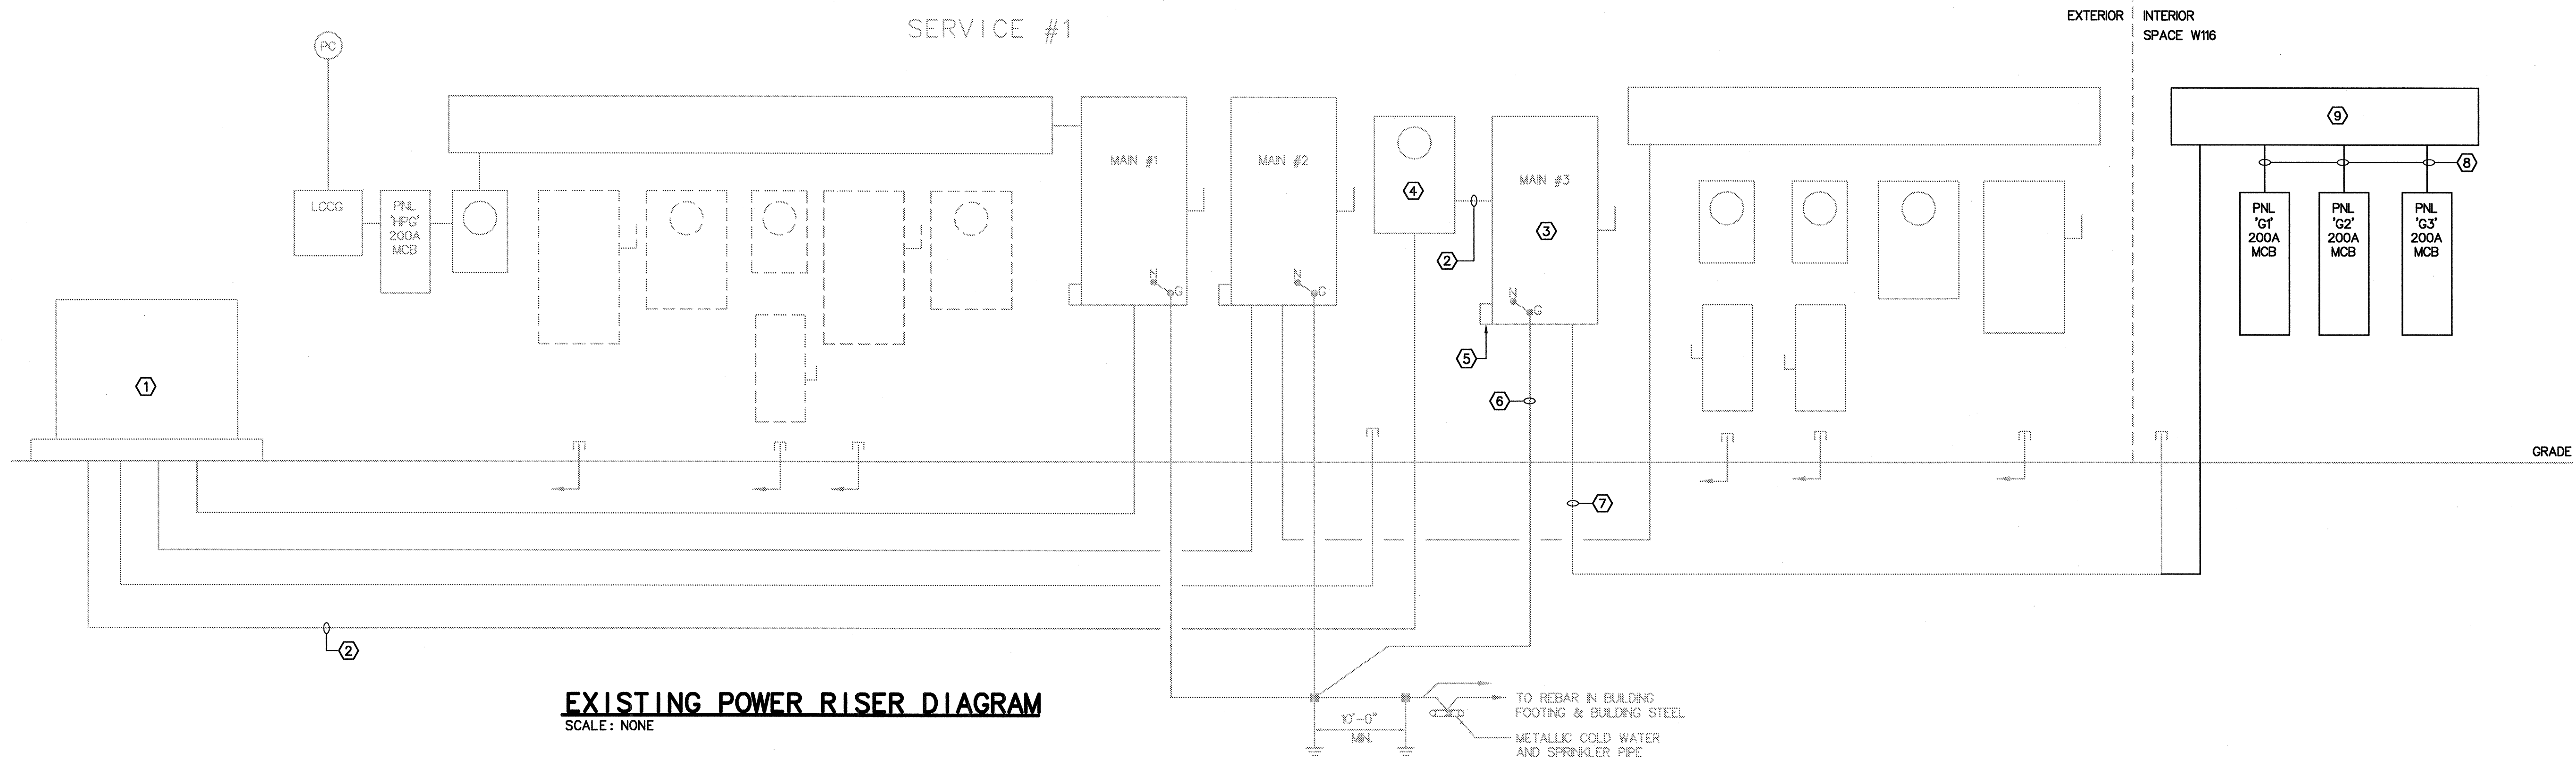 SERVICE #1
EXTERIOR
INTERIOR
SPACE W116
PC
LCCG
PNL
'HPG'
200A
MCB
MAIN #1
N
G
MAIN #2
N
G
4
2
MAIN #3
3
N
G
5
6
7
9
8
PNL
'G1'
200A
MCB
PNL
'G2'
200A
MCB
PNL
'G3'
200A
MCB
1
GRADE
2
EXISTING POWER RISER DIAGRAM
SCALE: NONE
10'-0"
MIN.
TO REBAR IN BUILDING
FOOTING & BUILDING STEEL
METALLIC COLD WATER
AND SPRINKLER PIPE